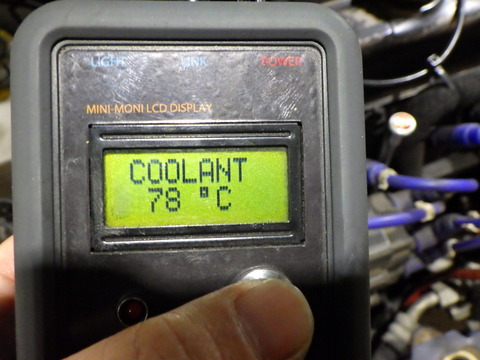 LIGHT LINK POWER
MINI-MONI LCD DISPLAY
COOLANT
78 °C